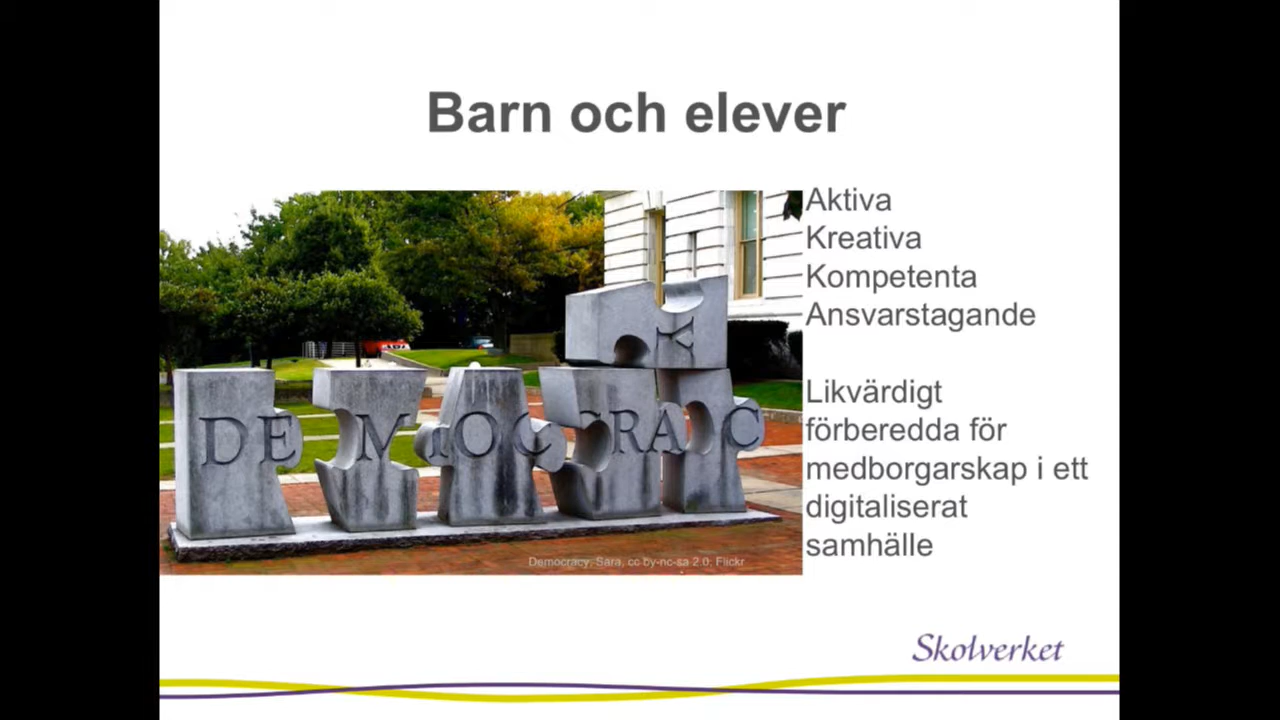 Barn och elever
Aktiva
Kreativa
Kompetenta
Ansvarstagande
Likvärdigt
förberedda för
medborgarskap i ett
digitaliserat
samhälle
DEMOCRAC
Democracy, Sara, cc by-nc-sa 2.0, Flickr
Skolverket